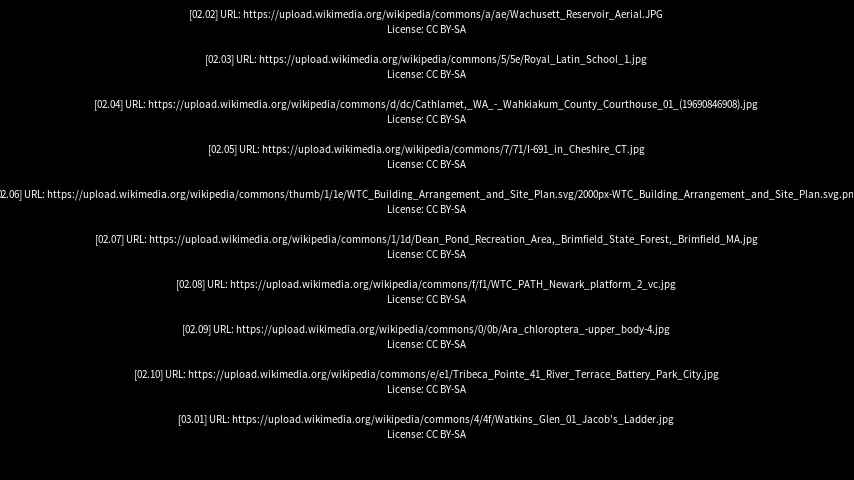 [02.02] URL: https://upload.wikimedia.org/wikipedia/commons/a/ae/Wachusett_Reservoir_Aerial.JPG
License: CC BY-SA
[02.03] URL: https://upload.wikimedia.org/wikipedia/commons/5/5e/Royal_Latin_School_1.jpg
License: CC BY-SA
[02.04] URL: https://upload.wikimedia.org/wikipedia/commons/d/dc/Cathlamet,_WA_-_Wahkiakum_County_Courthouse_01_(19690846908).jpg
License: CC BY-SA
[02.05] URL: https://upload.wikimedia.org/wikipedia/commons/7/71/I-691_in_Cheshire_CT.jpg
License: CC BY-SA
02.06] URL: https://upload.wikimedia.org/wikipedia/commons/thumb/1/1e/WTC_Building_Arrangement_and_Site_Plan.svg/2000px-WTC_Building_Arrangement_and_Site_Plan.svg.pn
License: CC BY-SA
[02.07] URL: https://upload.wikimedia.org/wikipedia/commons/1/1d/Dean_Pond_Recreation_Area,_Brimfield_State_Forest,_Brimfield_MA.jpg
License: CC BY-SA
[02.08] URL: https://upload.wikimedia.org/wikipedia/commons/f/f1/WTC_PATH_Newark_platform_2_vc.jpg
License: CC BY-SA
[02.09] URL: https://upload.wikimedia.org/wikipedia/commons/0/0b/Ara_chloroptera_-upper_body-4.jpg
License: CC BY-SA
[02.10] URL: https://upload.wikimedia.org/wikipedia/commons/e/e1/Tribeca_Pointe_41_River_Terrace_Battery_Park_City.jpg
License: CC BY-SA
[03.01] URL: https://upload.wikimedia.org/wikipedia/commons/4/4f/Watkins_Glen_01_Jacob's_Ladder.jpg
License: CC BY-SA